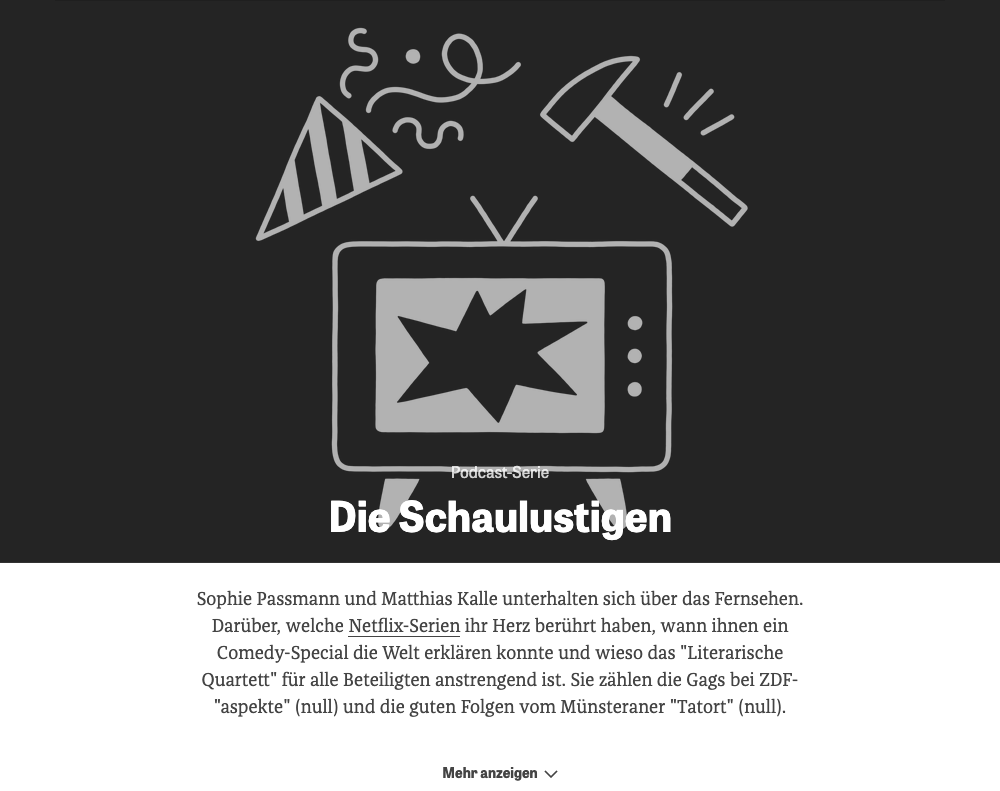 Podcast-Serie
Die Schaulustigen
Sophie Passmann und Matthias Kalle unterhalten sich über das Fernsehen.
Darüber, welche Netflix-Serien ihr Herz berührt haben, wann ihnen ein
Comedy-Special die Welt erklären konnte und wieso das "Literarische
Quartett" für alle Beteiligten anstrengend ist. Sie zählen die Gags bei ZDF-
"aspekte" (null) und die guten Folgen vom Münsteraner "Tatort" (null).
Mehr anzeigen